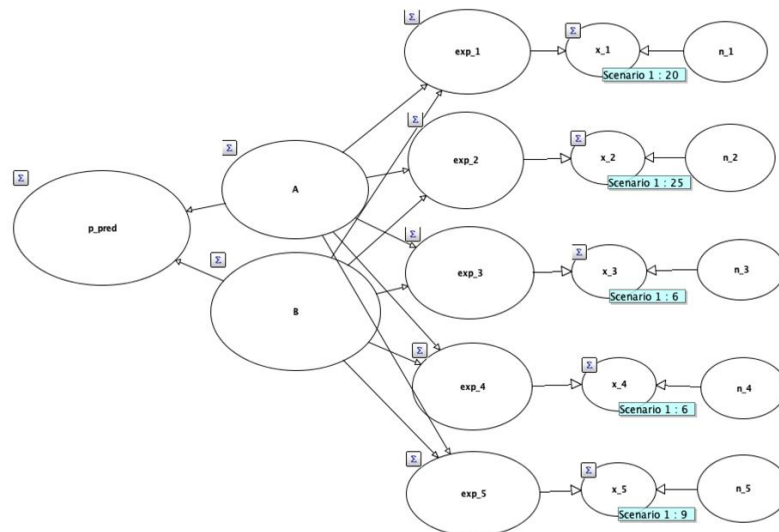 Σ
exp_1
Σ
x_1
n_1
Scenario 1 : 20
Σ
exp_2
Σ
x_2
n_2
Scenario 1 : 25
Σ
A
Σ
p_pred
Σ
B
Σ
exp_3
Σ
x_3
n_3
Scenario 1 : 6
Σ
exp_4
Σ
x_4
n_4
Scenario 1 : 6
Σ
exp_5
Σ
x_5
n_5
Scenario 1 : 9